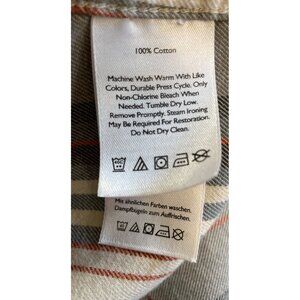 100% Cotton
Machine Wash Warm With Like
Colors, Durable Press Cycle. Only
Non-Chlorine Bleach When
Needed. Tumble Dry Low.
Remove Promptly. Steam Ironing
May Be Required For Restoration.
Do Not Dry Clean.
Mit ähnlichen Farben waschen.
Dampfbügeln zum Auffrischen.